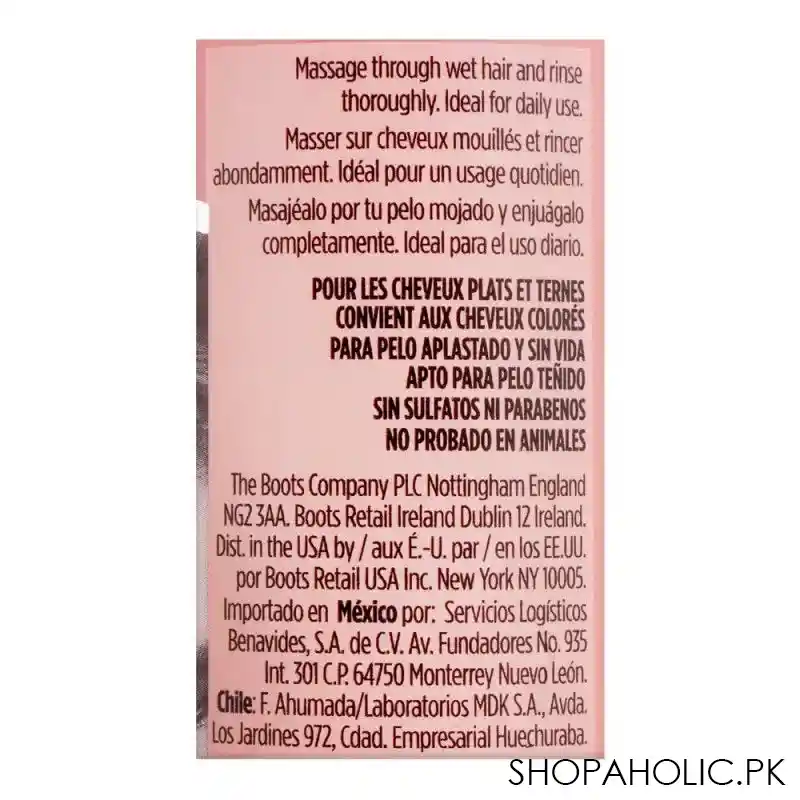 Massage through wet hair and rinse
thoroughly. Ideal for daily use.
Masser sur cheveux mouillés et rincer
abondamment. Idéal pour un usage quotidien.
Masajéalo por tu pelo mojado y enjuágalo
completamente. Ideal para el uso diario.
POUR LES CHEVEUX PLATS ET TERNES
CONVIENT AUX CHEVEUX COLORÉS
PARA PELO APLASTADO Y SIN VIDA
APTO PARA PELO TEÑIDO
SIN SULFATOS NI PARABENOS
NO PROBADO EN ANIMALES
The Boots Company PLC Nottingham England
NG2 3AA. Boots Retail Ireland Dublin 12 Ireland.
Dist. in the USA by / aux É.-U. par / en los EE.UU.
por Boots Retail USA Inc. New York NY 10005.
Importado en México por: Servicios Logísticos
Benavides, S.A. de C.V. Av. Fundadores No. 935
Int. 301 C.P. 64750 Monterrey Nuevo León.
Chile: F. Ahumada/Laboratorios MDK S.A., Avda.
Los Jardines 972, Cdad. Empresarial Huechuraba.
SHOPAHOLIC.PK